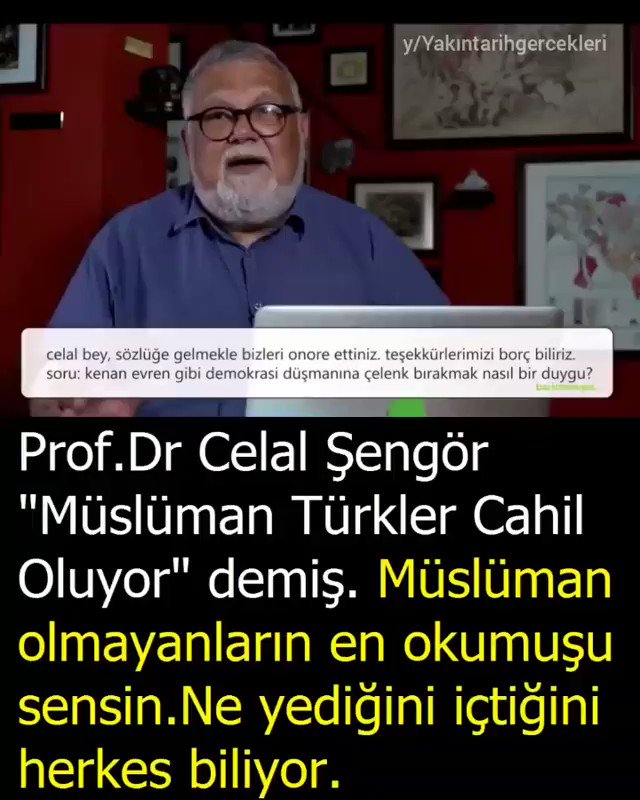 y/Yakıntarihgercekleri
celal bey, sözlüğe gelmekle bizleri onore ettiniz. teşekkürlerimizi borç biliriz.
soru: kenan evren gibi demokrasi düşmanına çelenk bırakmak nasıl bir duygu?
Prof.Dr Celal Şengör
"Müslüman Türkler Cahil
Oluyor" demiş. Müslüman
olmayanların en okumuşu
sensin.Ne yediğini içtiğini
herkes biliyor.